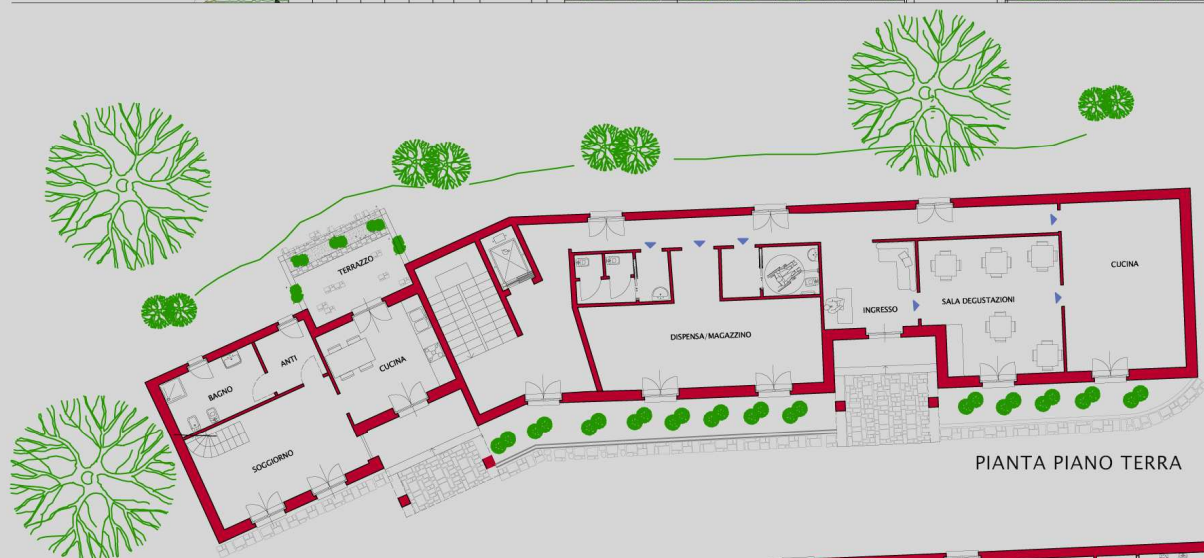 TERRAZZO
CUCINA
ANTI
BAGNO
SOGGIORNO
DISPENSA/MAGAZZINO
INGRESSO
SALA DEGUSTAZIONI
CUCINA
PIANTA PIANO TERRA